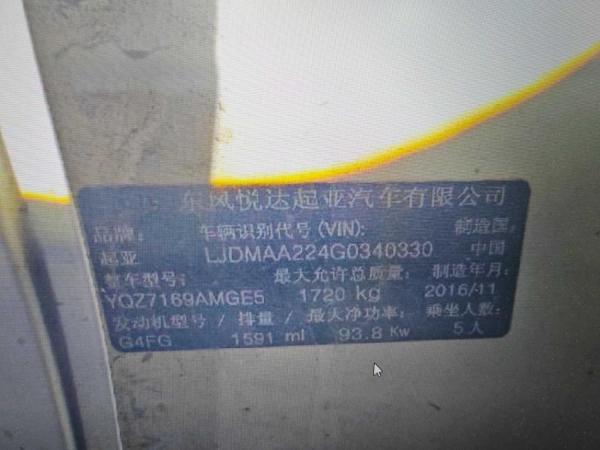 东风悦达起亚汽车有限公司
品牌: 车辆识别代号(VIN): 制造国:
起亚 LJDMAA224G0340330 中国
整车型号: 最大允许总质量: 制造年月:
YQZ7169AMGE5 1720 kg 2016/11
发动机型号 / 排量 / 最大净功率: 乘坐人数:
G4FG 1591 ml 93.8 Kw 5人